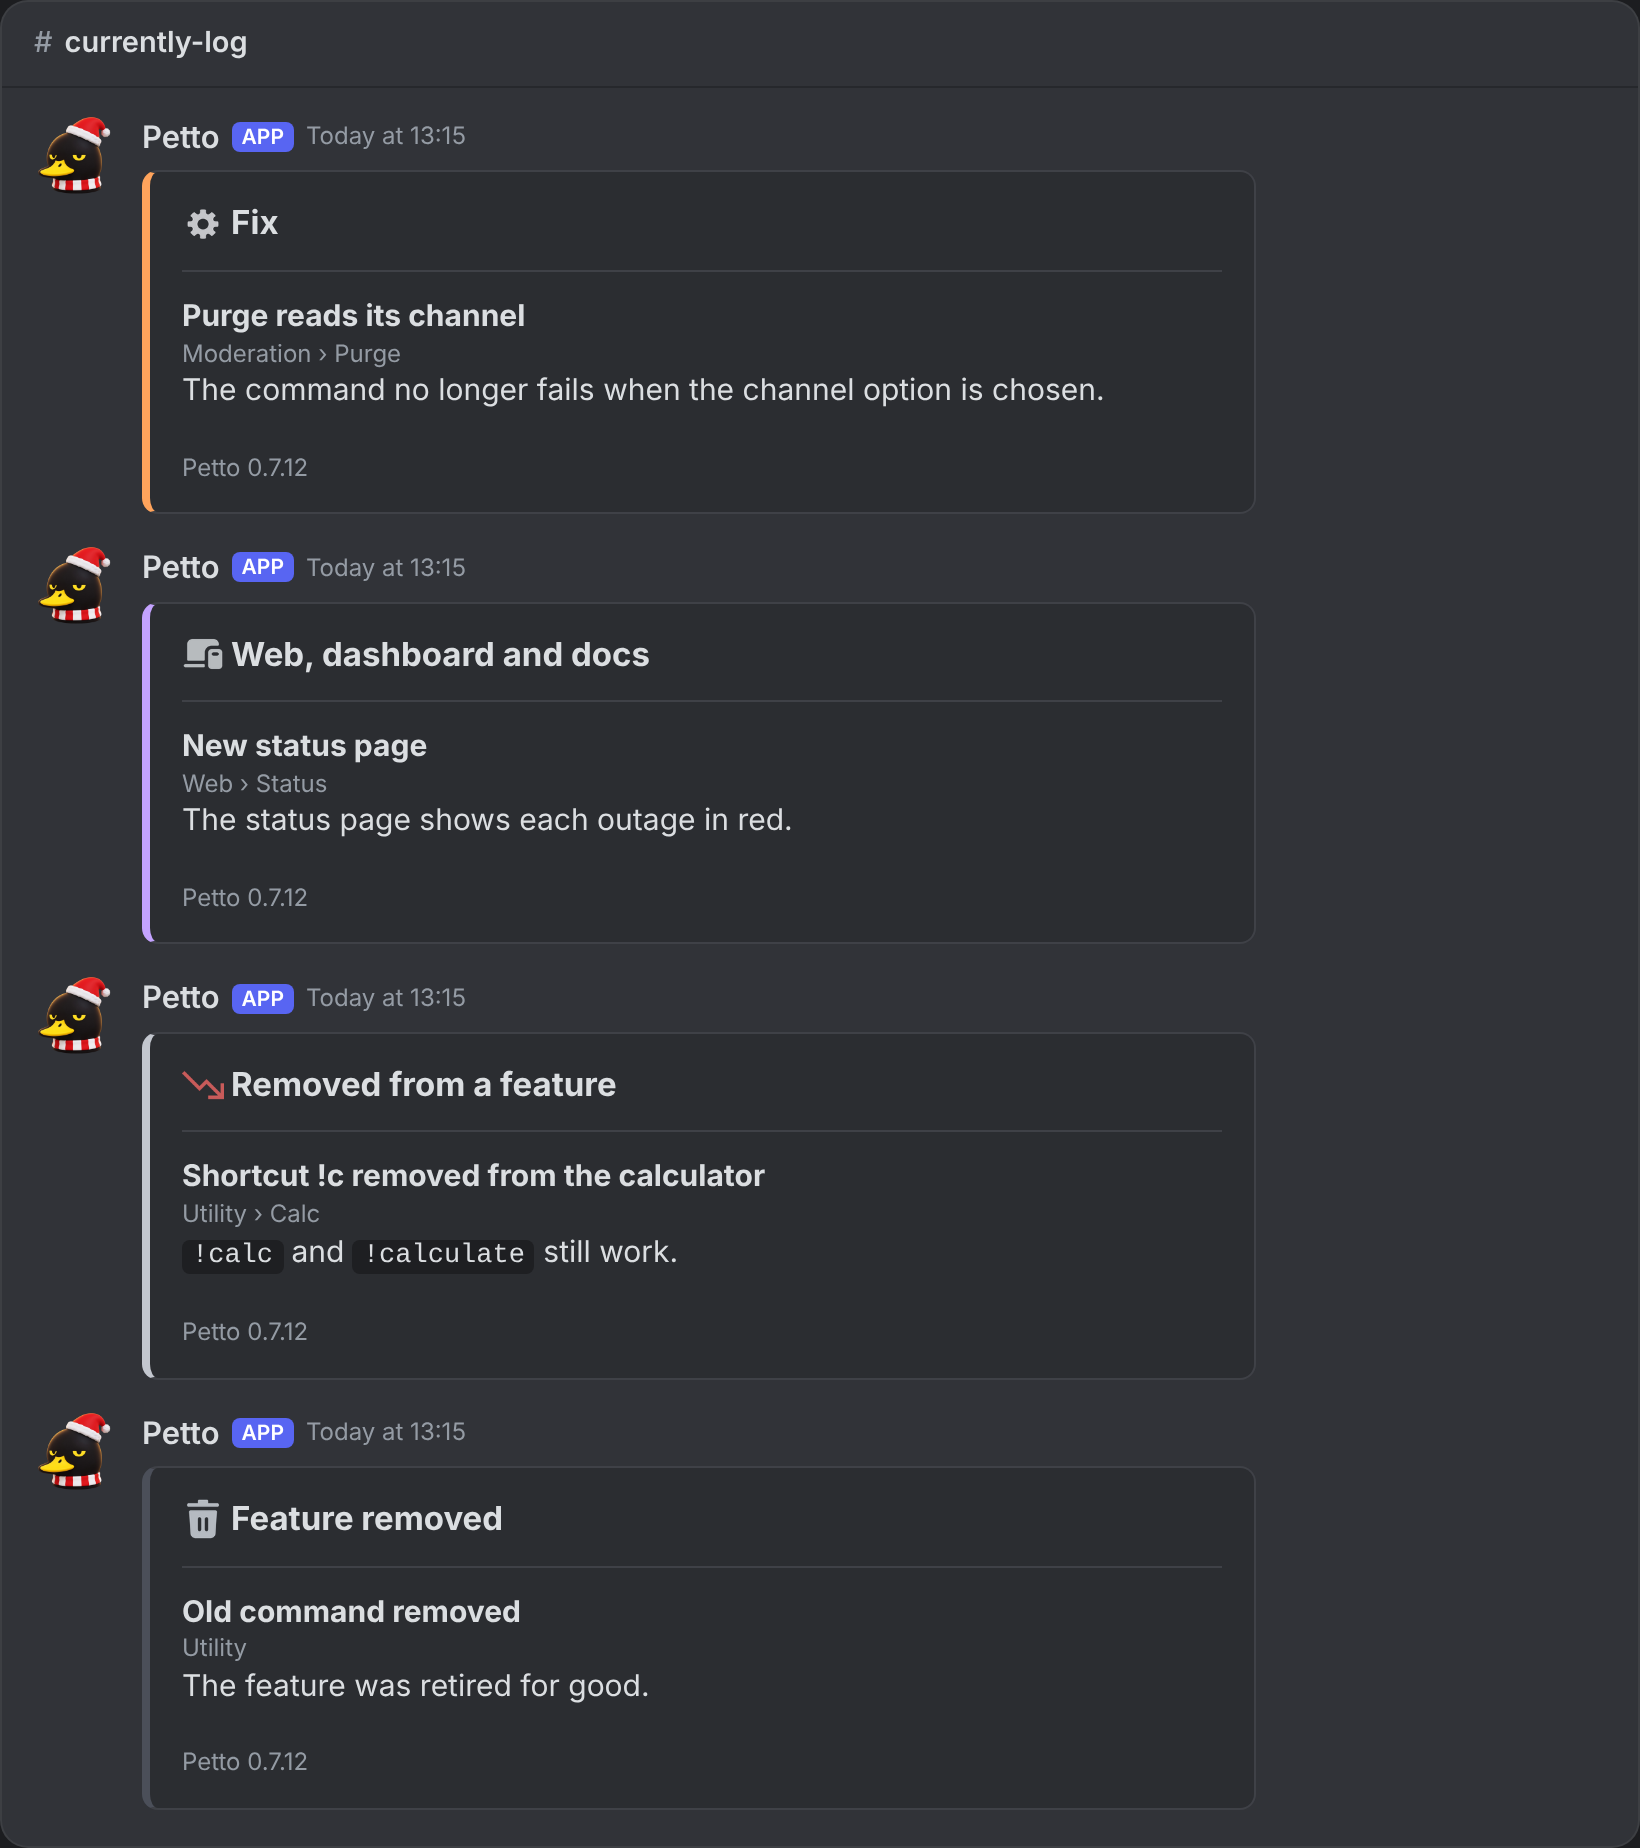 # currently-log
Petto APP Today at 13:15
Fix
Purge reads its channel
Moderation › Purge
The command no longer fails when the channel option is chosen.
Petto 0.7.12
Petto APP Today at 13:15
Web, dashboard and docs
New status page
Web › Status
The status page shows each outage in red.
Petto 0.7.12
Petto APP Today at 13:15
Removed from a feature
Shortcut !c removed from the calculator
Utility › Calc
!calc and !calculate still work.
Petto 0.7.12
Petto APP Today at 13:15
Feature removed
Old command removed
Utility
The feature was retired for good.
Petto 0.7.12